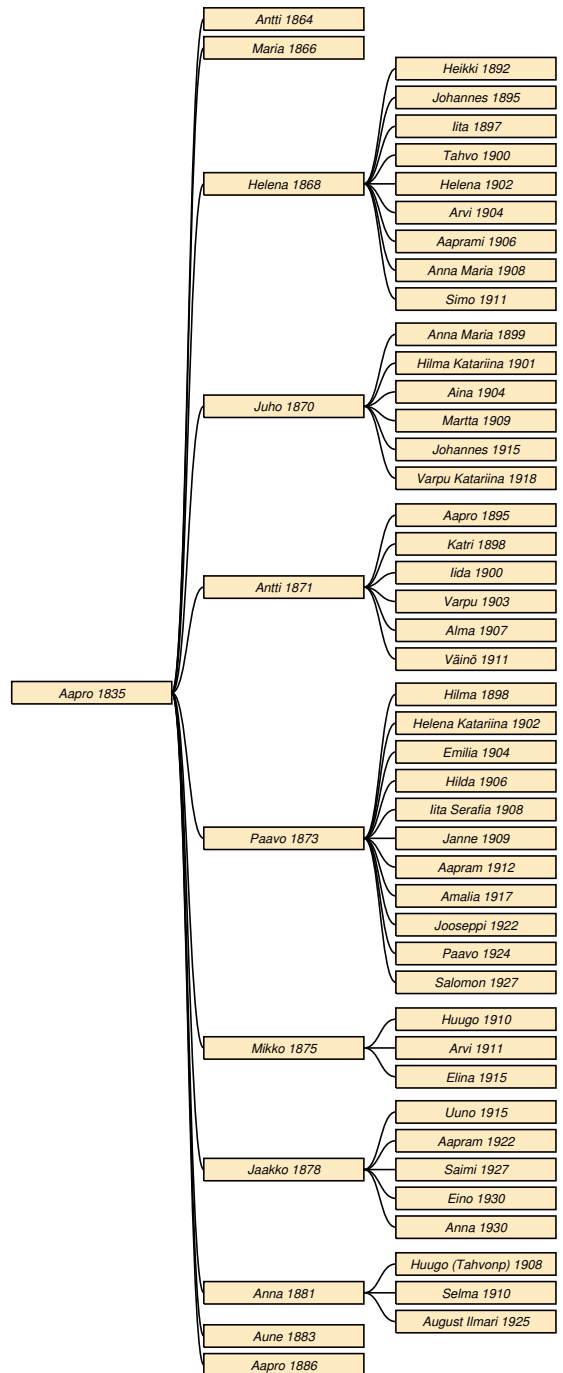 Antti 1864
Maria 1866
Heikki 1892
Johannes 1895
Iita 1897
Tahvo 1900
Helena 1868
Helena 1902
Arvi 1904
Aaprami 1906
Anna Maria 1908
Simo 1911
Anna Maria 1899
Hilma Katariina 1901
Aina 1904
Juho 1870
Martta 1909
Johannes 1915
Varpu Katariina 1918
Aapro 1895
Katri 1898
Iida 1900
Antti 1871
Varpu 1903
Alma 1907
Väinö 1911
Aapro 1835
Hilma 1898
Helena Katariina 1902
Emilia 1904
Hilda 1906
Iita Serafia 1908
Paavo 1873
Janne 1909
Aapram 1912
Amalia 1917
Jooseppi 1922
Paavo 1924
Salomon 1927
Huugo 1910
Mikko 1875
Arvi 1911
Elina 1915
Uuno 1915
Aapram 1922
Jaakko 1878
Saimi 1927
Eino 1930
Anna 1930
Huugo (Tahvonp) 1908
Anna 1881
Selma 1910
August Ilmari 1925
Aune 1883
Aapro 1886